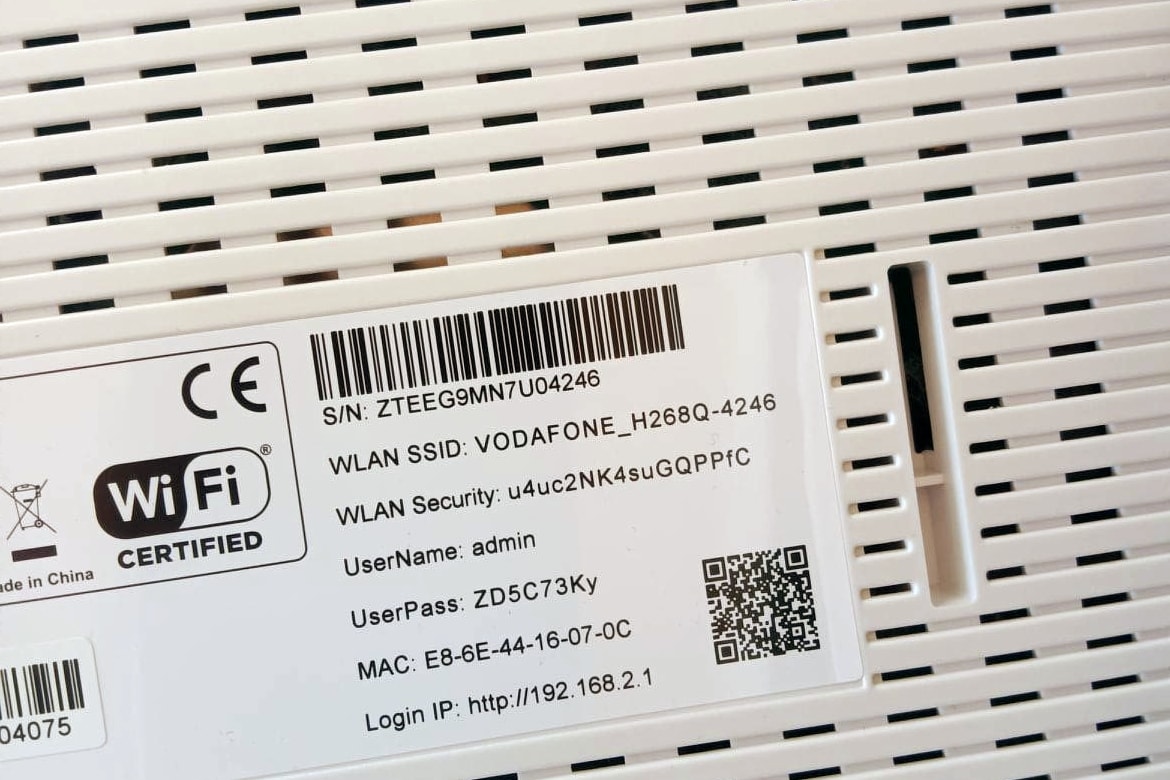 CE
WiFi®
CERTIFIED
de in China
04075
S/N: ZTEEG9MN7U04246
WLAN SSID: VODAFONE_H268Q-4246
WLAN Security: u4uc2NK4suGQPPfC
UserName: admin
UserPass: ZD5C73Ky
MAC: E8-6E-44-16-07-0C
Login IP: http://192.168.2.1